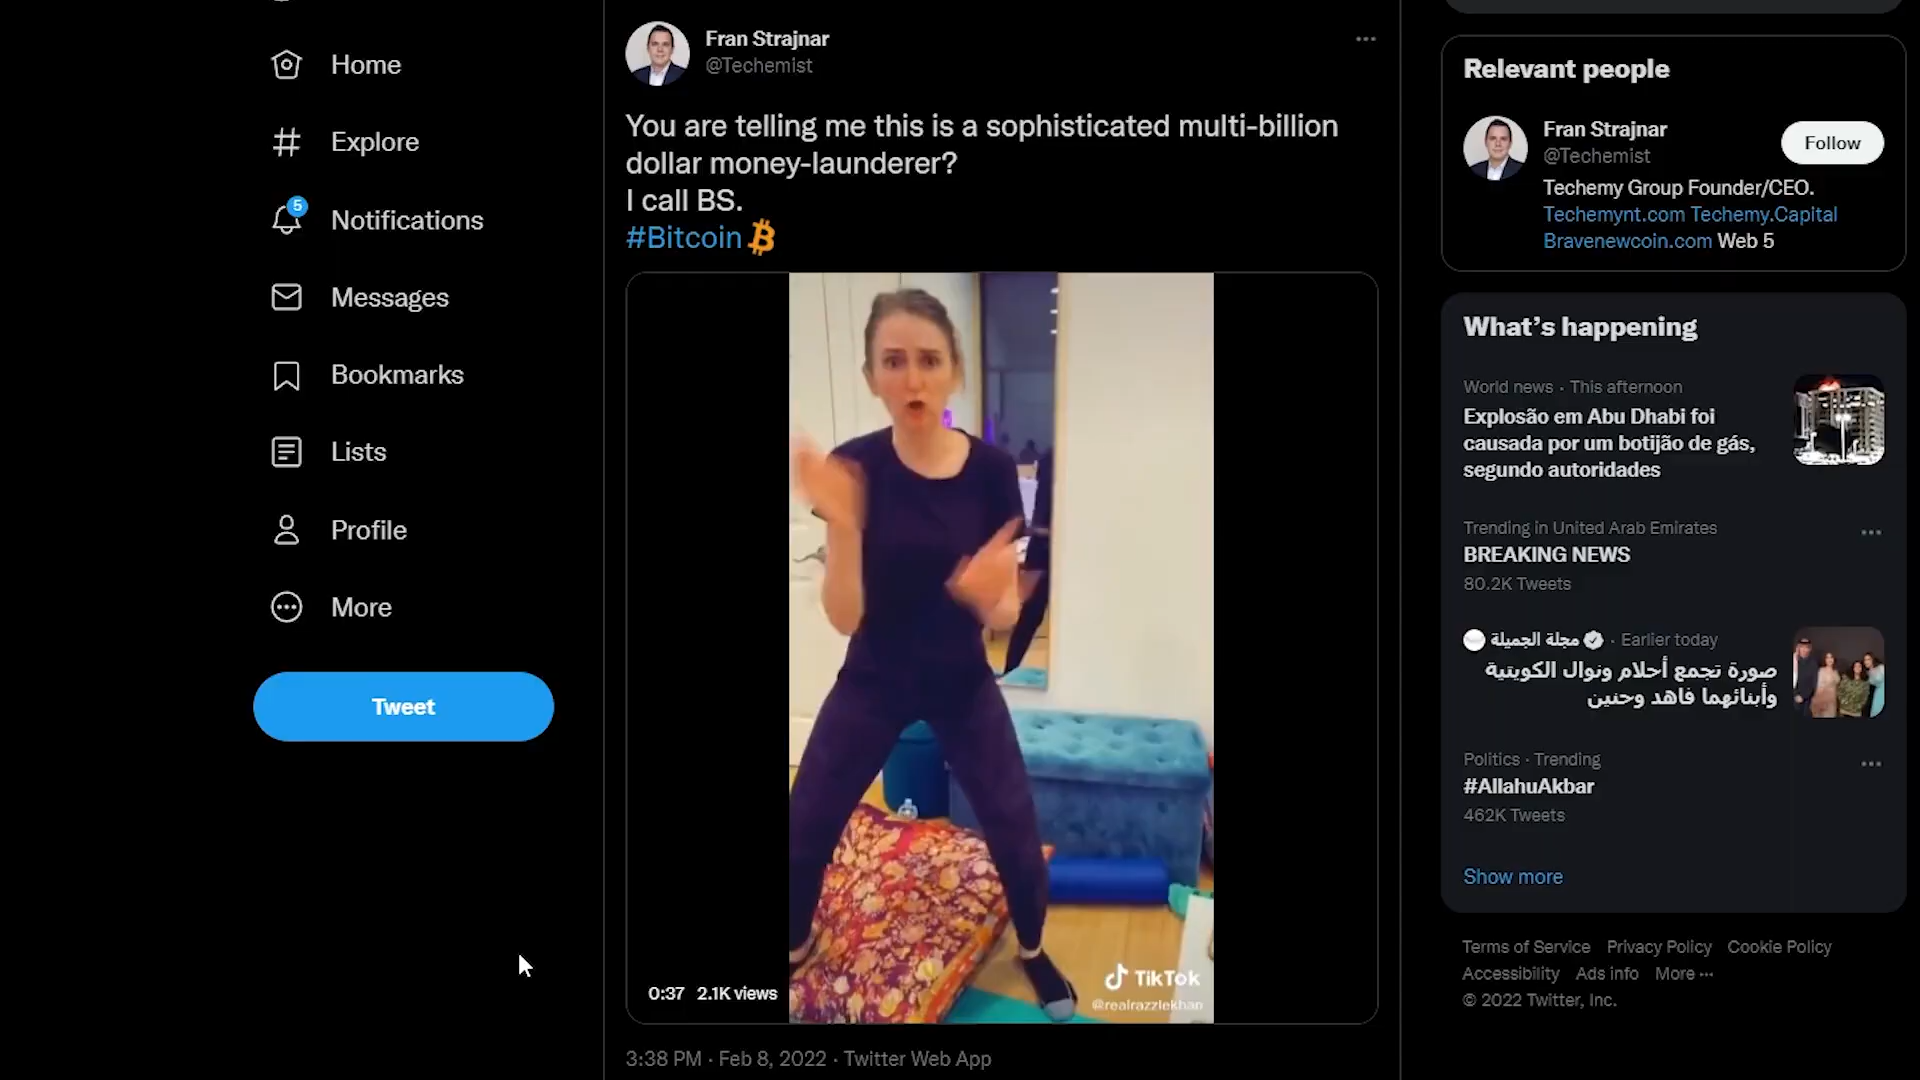 Home
Explore
5
Notifications
Messages
Bookmarks
Lists
Profile
More
Tweet
Fran Strajnar
@Techemist
You are telling me this is a sophisticated multi-billion
dollar money-launderer?
I call BS.
#Bitcoin
0:37 2.1K views
TikTok
@realrazzlekhan
3:38 PM · Feb 8, 2022 · Twitter Web App
Relevant people
Fran Strajnar
@Techemist
Follow
Techemy Group Founder/CEO.
Techemynt.com Techemy.Capital
Bravenewcoin.com Web 5
What's happening
World news · This afternoon
Explosão em Abu Dhabi foi
causada por um botijão de gás,
segundo autoridades
Trending in United Arab Emirates
BREAKING NEWS
80.2K Tweets
مجلة الجميلة · Earlier today
صورة تجمع أحلام ونوال الكويتية
وأبنائهما فاهد وحنين
Politics · Trending
#AllahuAkbar
462K Tweets
Show more
Terms of Service Privacy Policy Cookie Policy
Accessibility Ads info More ···
© 2022 Twitter, Inc.